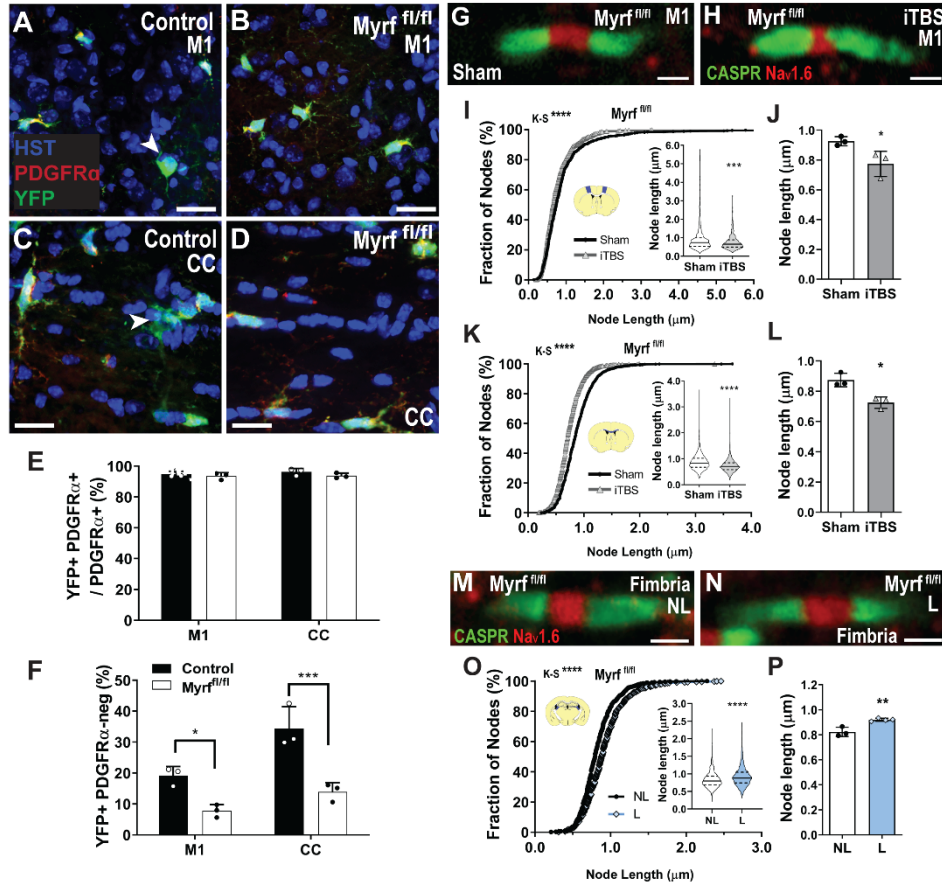 A
Control
M1
HST
PDGFRα
YFP
B
Myrf fl/fl
M1
C
Control
CC
D
Myrf fl/fl
CC
E
YFP+ PDGFRα+
/ PDGFRα+ (%)
100
80
60
40
20
0
M1
CC
F
YFP+ PDGFRα-neg (%)
50
40
30
20
10
0
Control
Myrf fl/fl
*
***
M1
CC
G
Myrf fl/fl
M1
Sham
H
Myrf fl/fl
iTBS
M1
CASPR Nav1.6
I
K-S ****
Myrf fl/fl
Fraction of Nodes (%)
100
80
60
40
20
0
Sham
iTBS
Node length (μm)
6.0
5.0
4.0
3.0
2.0
1.0
0.0
***
Sham iTBS
0.0 1.0 2.0 3.0 4.0 5.0 6.0
Node Length (μm)
J
Node length (μm)
1.0
0.8
0.6
0.4
0.2
0.0
*
Sham iTBS
K
K-S ****
Myrf fl/fl
Fraction of Nodes (%)
100
80
60
40
20
0
Sham
iTBS
Node length (μm)
4.0
3.0
2.0
1.0
0.0
****
Sham iTBS
0.0 1.0 2.0 3.0 4.0
Node Length (μm)
L
Node length (μm)
1.0
0.8
0.6
0.4
0.2
0.0
*
Sham iTBS
M
Myrf fl/fl
Fimbria
NL
CASPR Nav1.6
N
Myrf fl/fl
L
Fimbria
O
K-S ****
Myrf fl/fl
Fraction of Nodes (%)
100
80
60
40
20
0
NL
L
Node length (μm)
3.0
2.5
2.0
1.5
1.0
0.5
0.0
****
NL L
0.0 1.0 2.0 3.0
Node Length (μm)
P
Node length (μm)
1.0
0.8
0.6
0.4
0.2
0.0
**
NL L